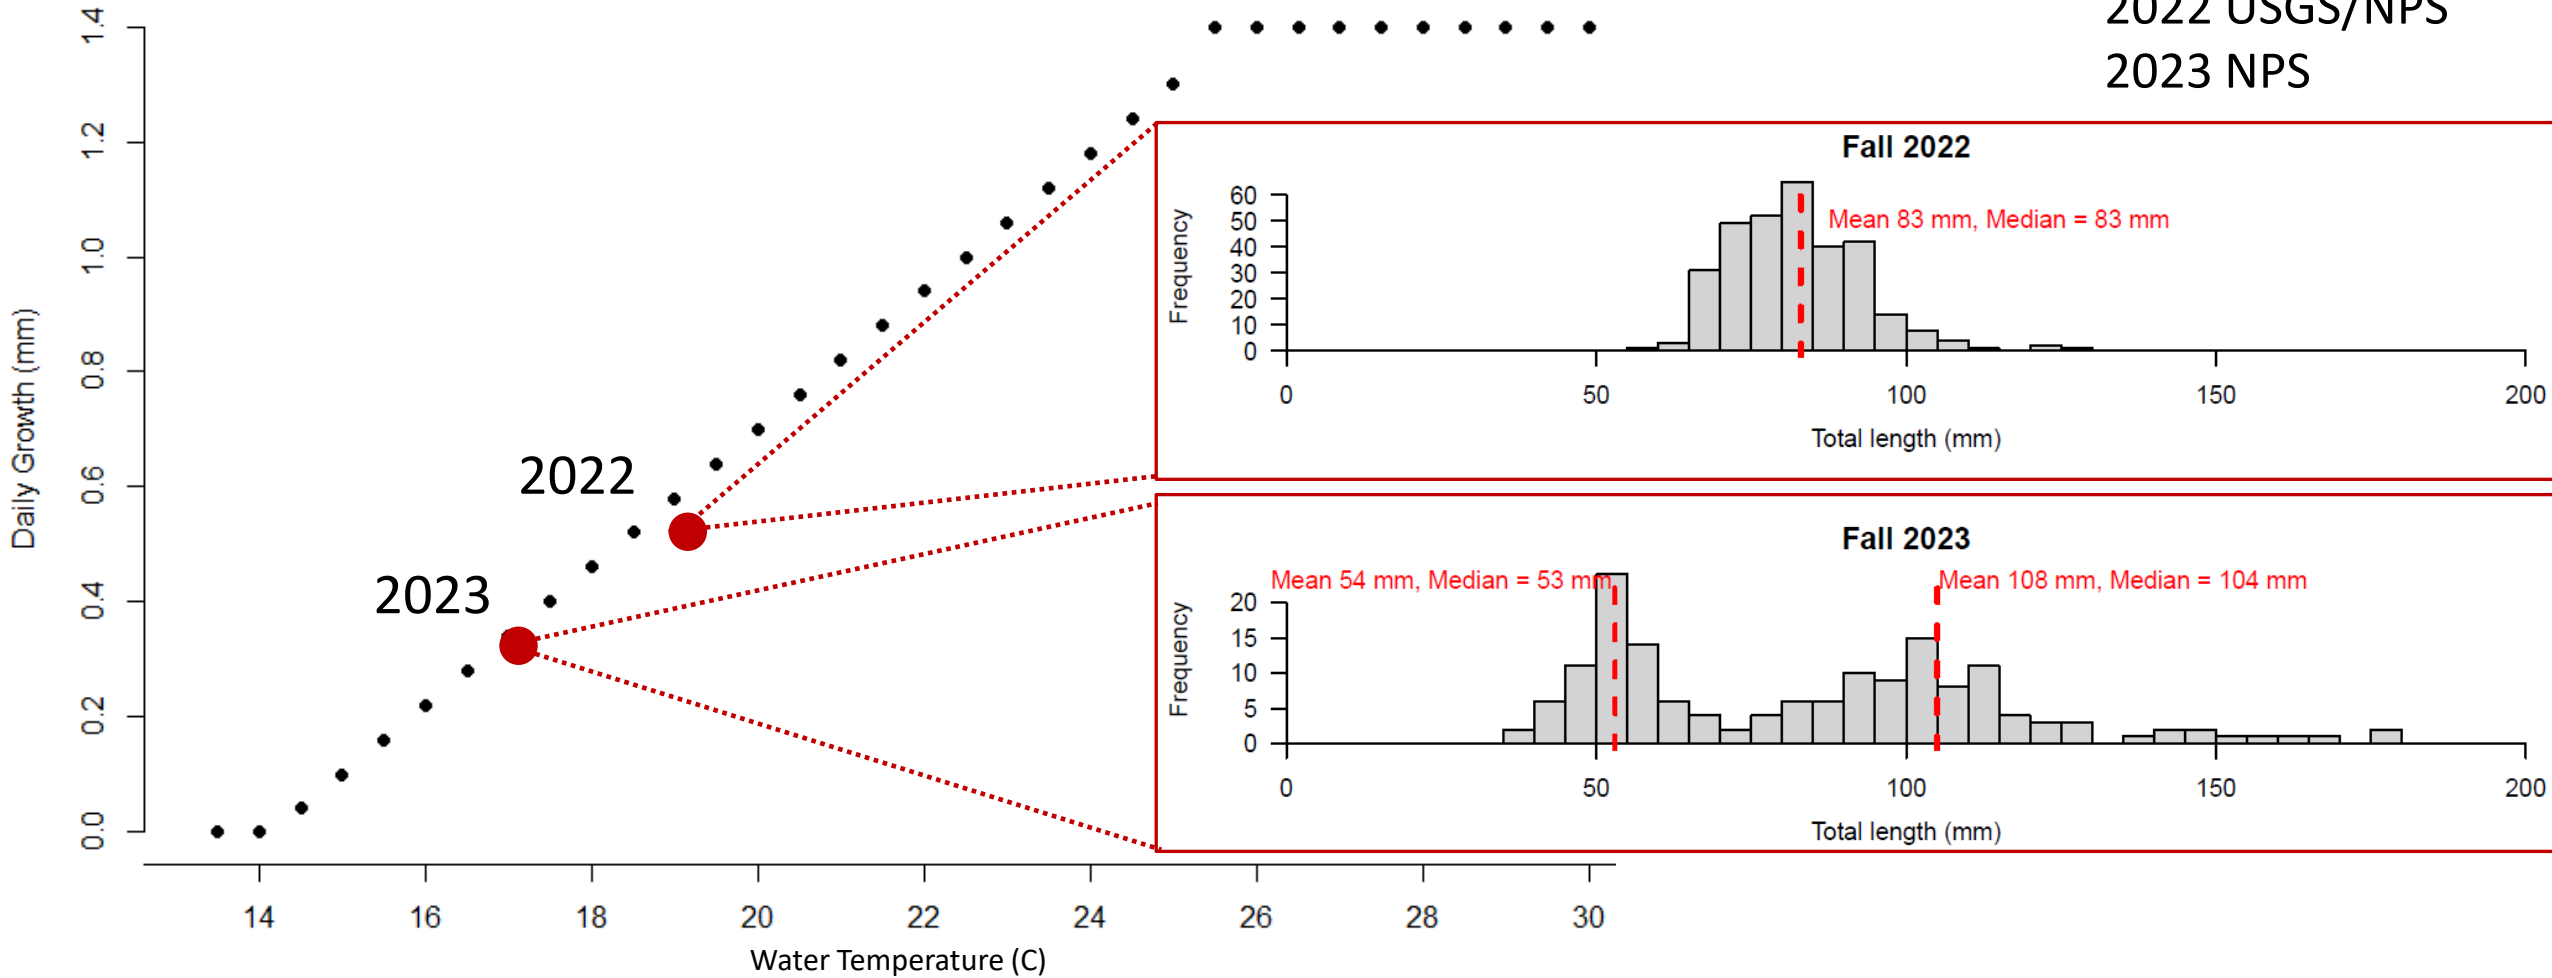 2022 USGS/NPS
2023 NPS
Daily Growth (mm)
1.4
1.2
1.0
0.8
0.6
0.4
0.2
0.0
2022
2023
14 16 18 20 22 24 26 28 30
Water Temperature (C)
Fall 2022
Frequency
60
50
40
30
20
10
0
Mean 83 mm, Median = 83 mm
0 50 100 150 200
Total length (mm)
Fall 2023
Mean 54 mm, Median = 53 mm
Mean 108 mm, Median = 104 mm
Frequency
20
15
10
5
0
0 50 100 150 200
Total length (mm)